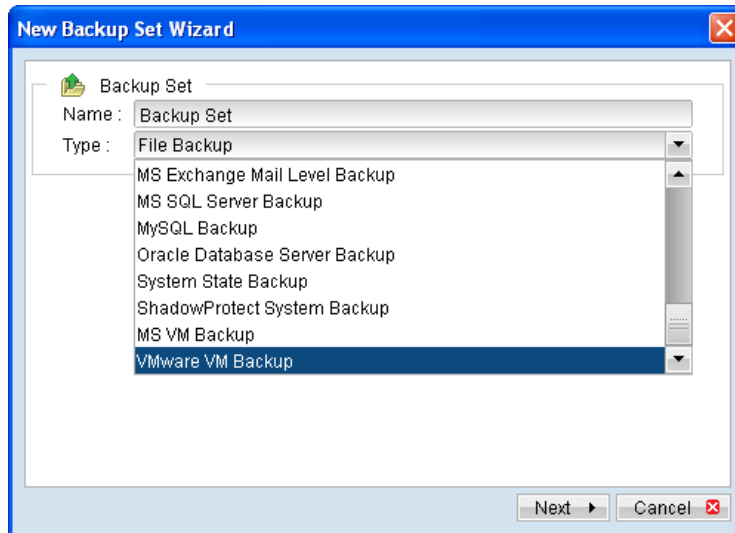 New Backup Set Wizard
Backup Set
Name : Backup Set
Type : File Backup
MS Exchange Mail Level Backup
MS SQL Server Backup
MySQL Backup
Oracle Database Server Backup
System State Backup
ShadowProtect System Backup
MS VM Backup
VMware VM Backup
Next Cancel